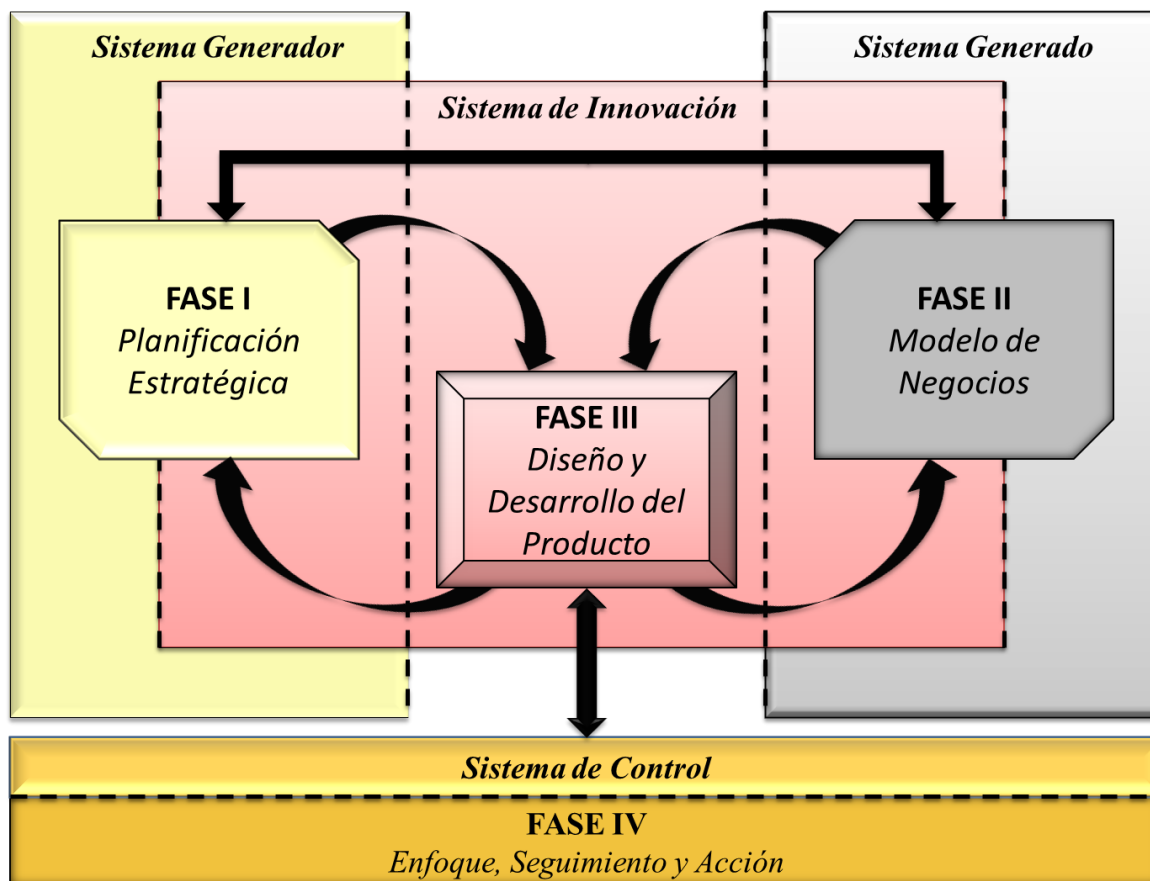 Sistema Generador
Sistema Generado
Sistema de Innovación
FASE I
Planificación
Estratégica
FASE II
Modelo de
Negocios
FASE III
Diseño y
Desarrollo del
Producto
Sistema de Control
FASE IV
Enfoque, Seguimiento y Acción